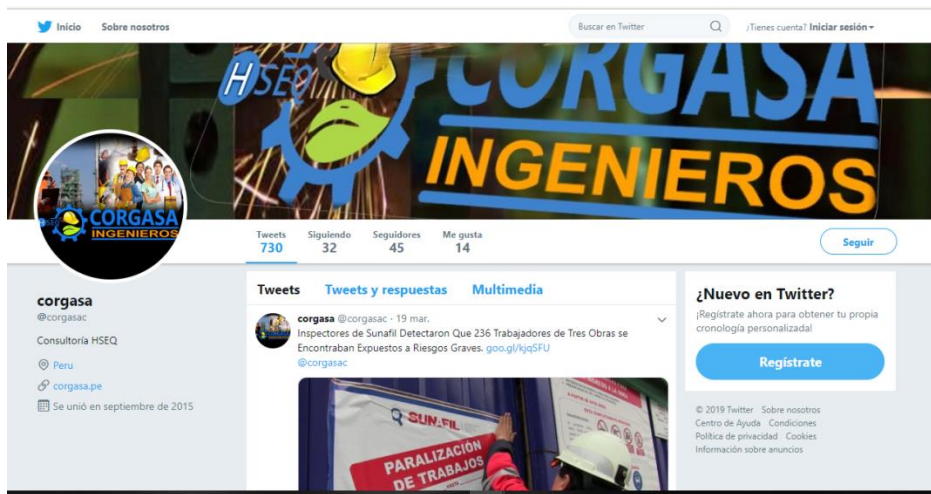 Inicio Sobre nosotros Buscar en Twitter ¿Tienes cuenta? Iniciar sesión
HSEQ CORGASA
INGENIEROS
CORGASA
INGENIEROS
Tweets Siguiendo Seguidores Me gusta
730 32 45 14
Seguir
corgasa
@corgasac
Consultoría HSEQ
Peru
corgasa.pe
Se unió en septiembre de 2015
Tweets Tweets y respuestas Multimedia
corgasa @corgasac · 19 mar.
Inspectores de Sunafil Detectaron Que 236 Trabajadores de Tres Obras se
Encontraban Expuestos a Riesgos Graves. goo.gl/kjqSFU
@corgasac
SUNAFIL
PARALIZACIÓN
DE TRABAJOS
¿Nuevo en Twitter?
¡Regístrate ahora para obtener tu propia
cronología personalizada!
Regístrate
© 2019 Twitter Sobre nosotros
Centro de Ayuda Condiciones
Política de privacidad Cookies
Información sobre anuncios